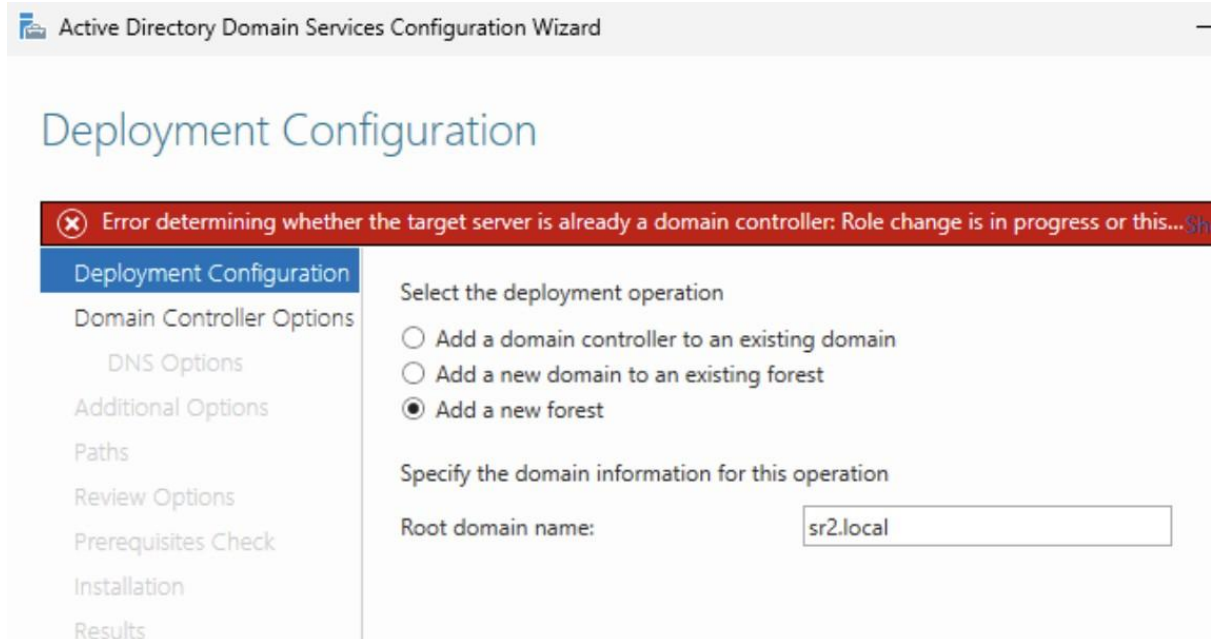 Active Directory Domain Services Configuration Wizard
Deployment Configuration
Error determining whether the target server is already a domain controller: Role change is in progress or this...
Deployment Configuration
Domain Controller Options
DNS Options
Additional Options
Paths
Review Options
Prerequisites Check
Installation
Results
Select the deployment operation
Add a domain controller to an existing domain
Add a new domain to an existing forest
Add a new forest
Specify the domain information for this operation
Root domain name:
sr2.local